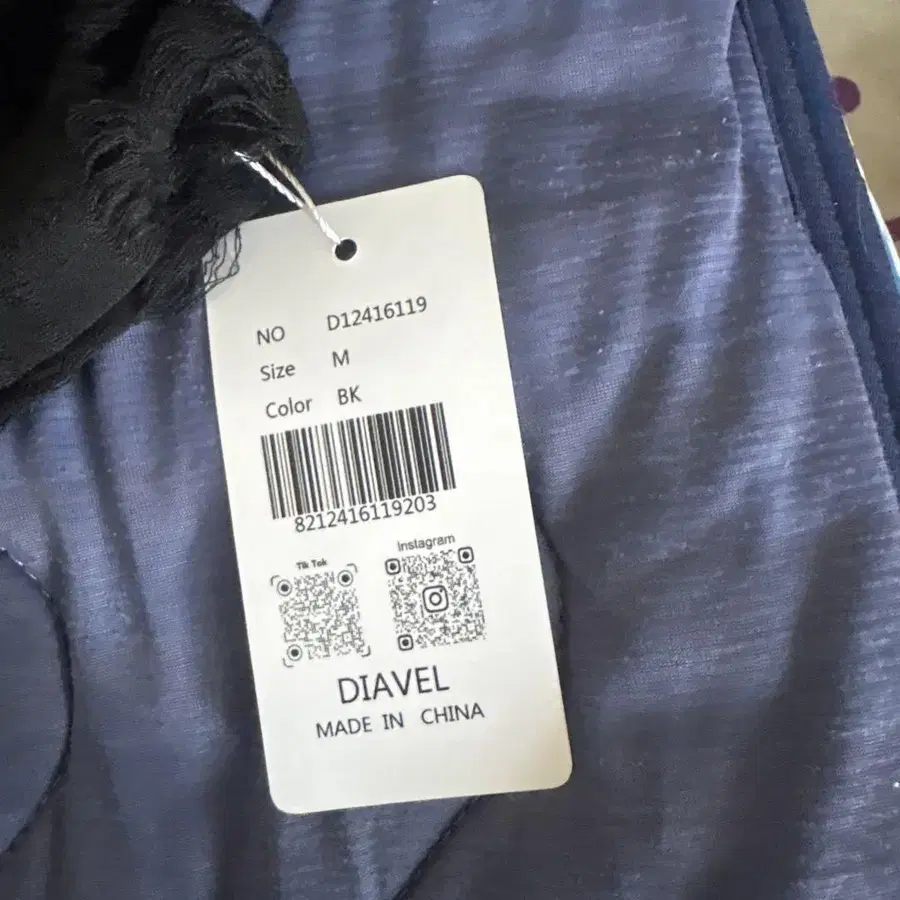 NO D12416119
Size M
Color BK
8212416119203
Tik Tok
Instagram
DIAVEL
MADE IN CHINA